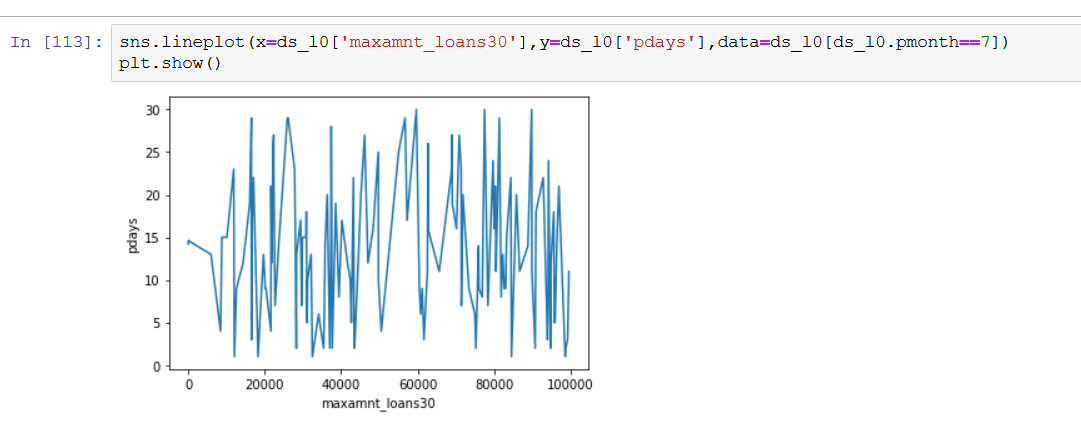 In [113]: sns.lineplot(x=ds_l0['maxamnt_loans30'],y=ds_l0['pdays'],data=ds_l0[ds_l0.pmonth==7])
plt.show()
30
25
20
15
10
5
0
pdays
0 20000 40000 60000 80000 100000
maxamnt_loans30